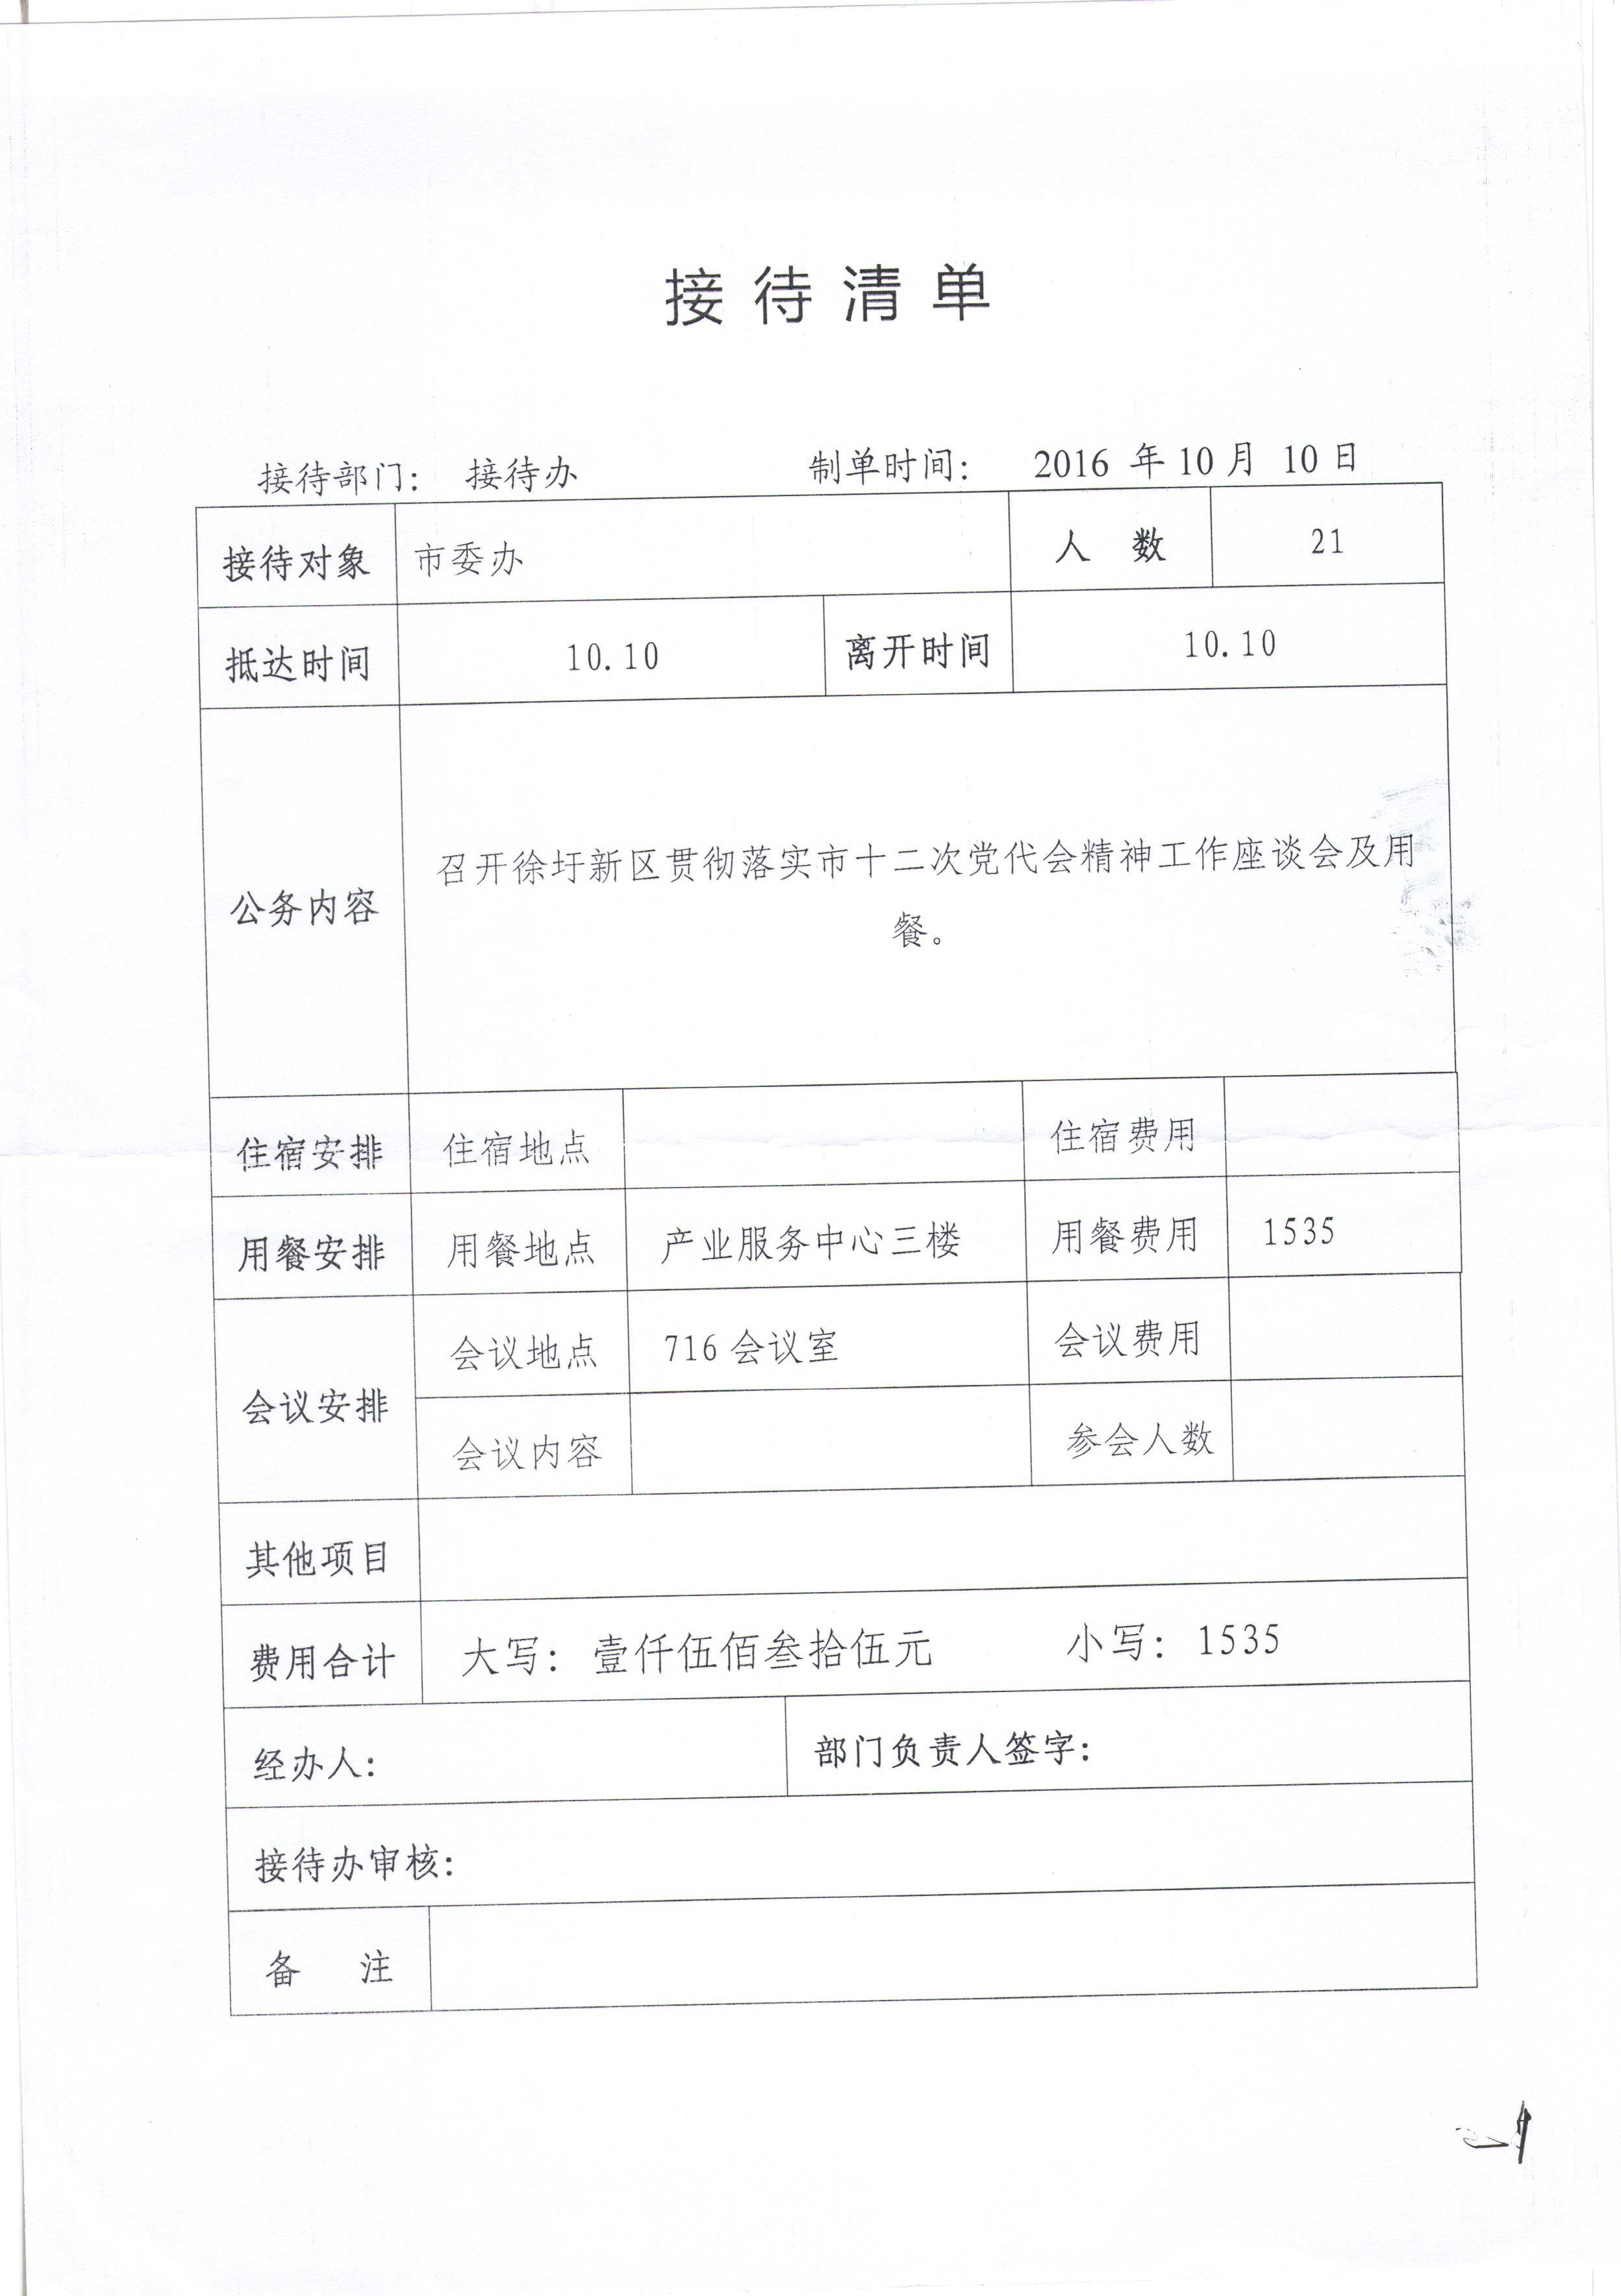 接待清单
接待部门： 接待办 制单时间： 2016 年 10 月 10 日
接待对象 市委办 人 数 21
抵达时间 10.10 离开时间 10.10
公务内容 召开徐圩新区贯彻落实市十二次党代会精神工作座谈会及用
餐。
住宿安排 住宿地点 住宿费用
用餐安排 用餐地点 产业服务中心三楼 用餐费用 1535
会议安排 会议地点 716 会议室 会议费用
会议内容 参会人数
其他项目
费用合计 大写： 壹仟伍佰叁拾伍元 小写： 1535
经办人： 部门负责人签字：
接待办审核：
备 注